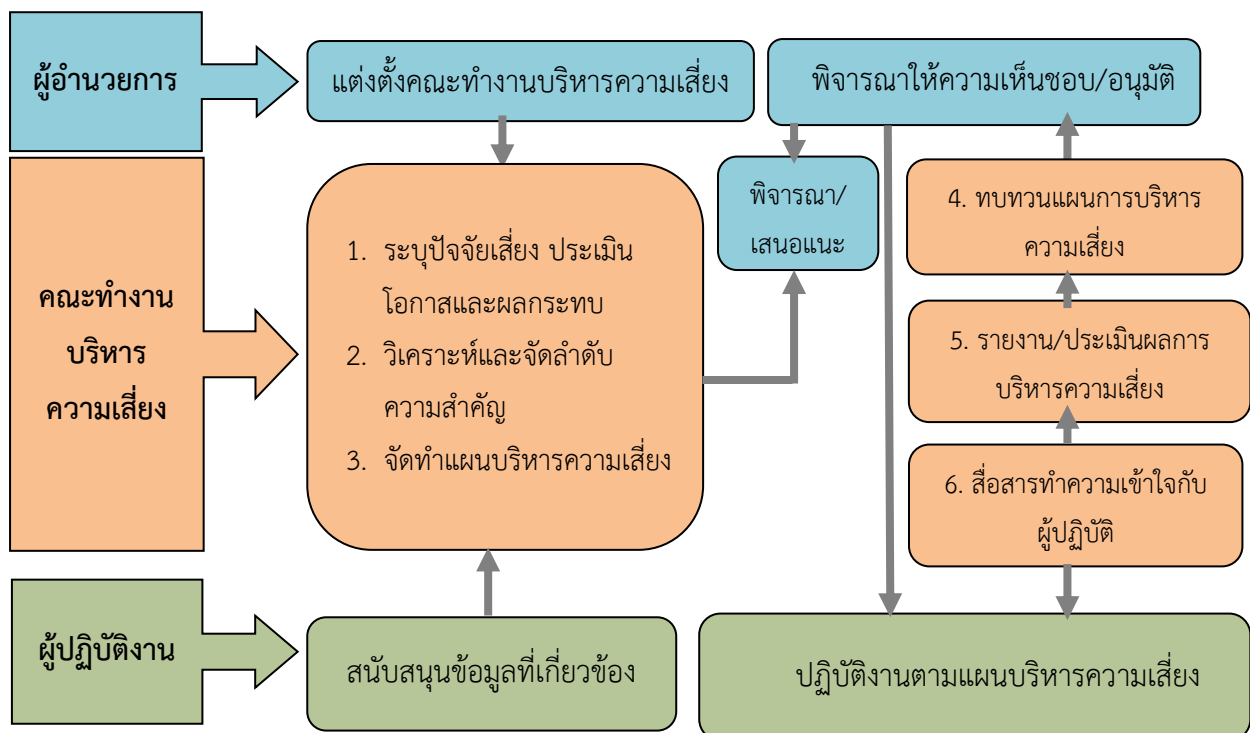 ผู้อำนวยการ
แต่งตั้งคณะทำงานบริหารความเสี่ยง
พิจารณาให้ความเห็นชอบ/อนุมัติ
คณะทำงาน
บริหาร
ความเสี่ยง
1. ระบุปัจจัยเสี่ยง ประเมิน
โอกาสและผลกระทบ
2. วิเคราะห์และจัดลำดับ
ความสำคัญ
3. จัดทำแผนบริหารความเสี่ยง
พิจารณา/
เสนอแนะ
4. ทบทวนแผนการบริหาร
ความเสี่ยง
5. รายงาน/ประเมินผลการ
บริหารความเสี่ยง
6. สื่อสารทำความเข้าใจกับ
ผู้ปฏิบัติ
ผู้ปฏิบัติงาน
สนับสนุนข้อมูลที่เกี่ยวข้อง
ปฏิบัติงานตามแผนบริหารความเสี่ยง